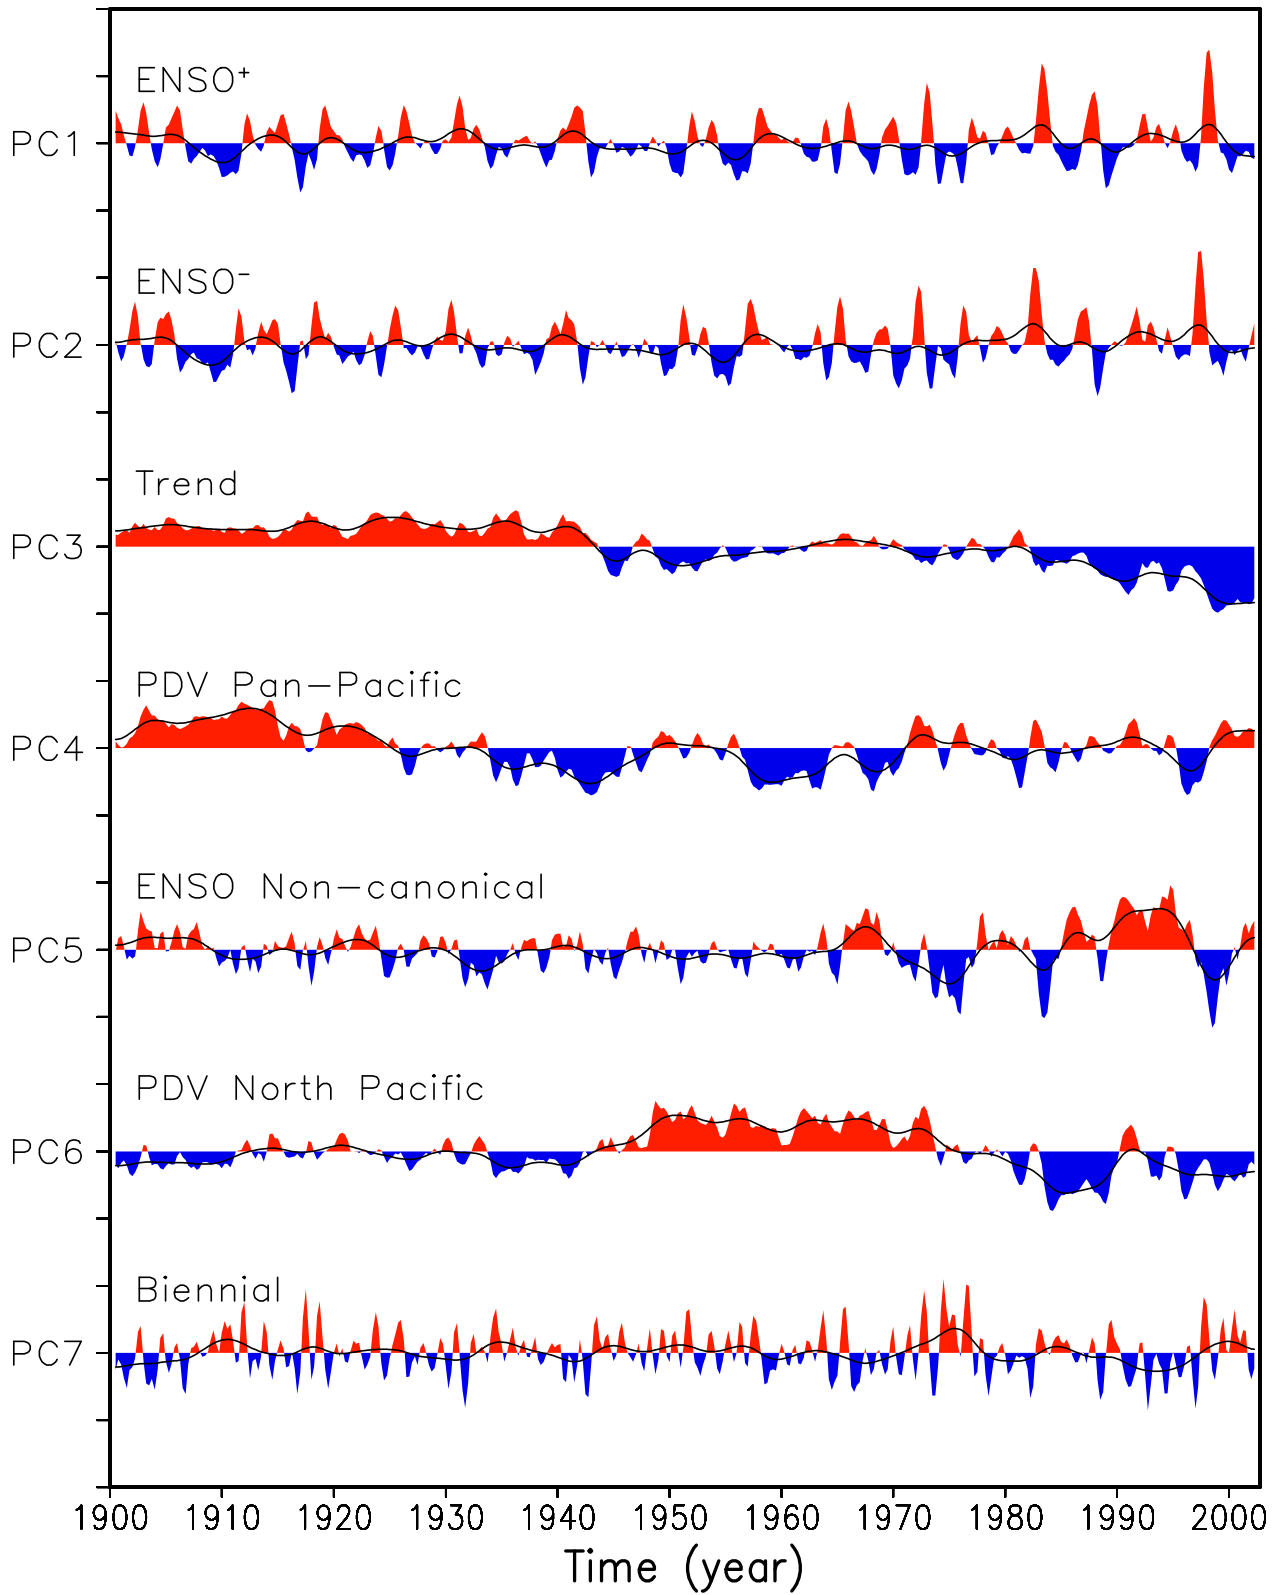 ENSO⁺
PC1
ENSO⁻
PC2
Trend
PC3
PDV Pan−Pacific
PC4
ENSO Non−canonical
PC5
PDV North Pacific
PC6
Biennial
PC7
1900 1910 1920 1930 1940 1950 1960 1970 1980 1990 2000
Time (year)